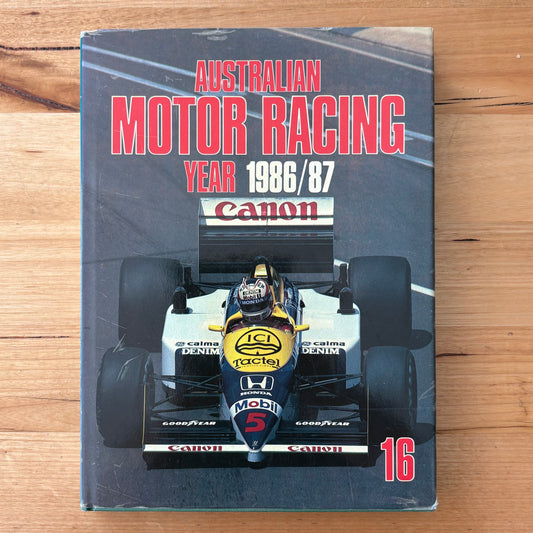 AUSTRALIAN
MOTOR RACING
YEAR 1986/87
Canon
HONDA
ICI
Tactel
calma
DENIM
calma
DENIM
HONDA
Mobil
5
GOODYEAR
GOODYEAR
Canon
Canon
16